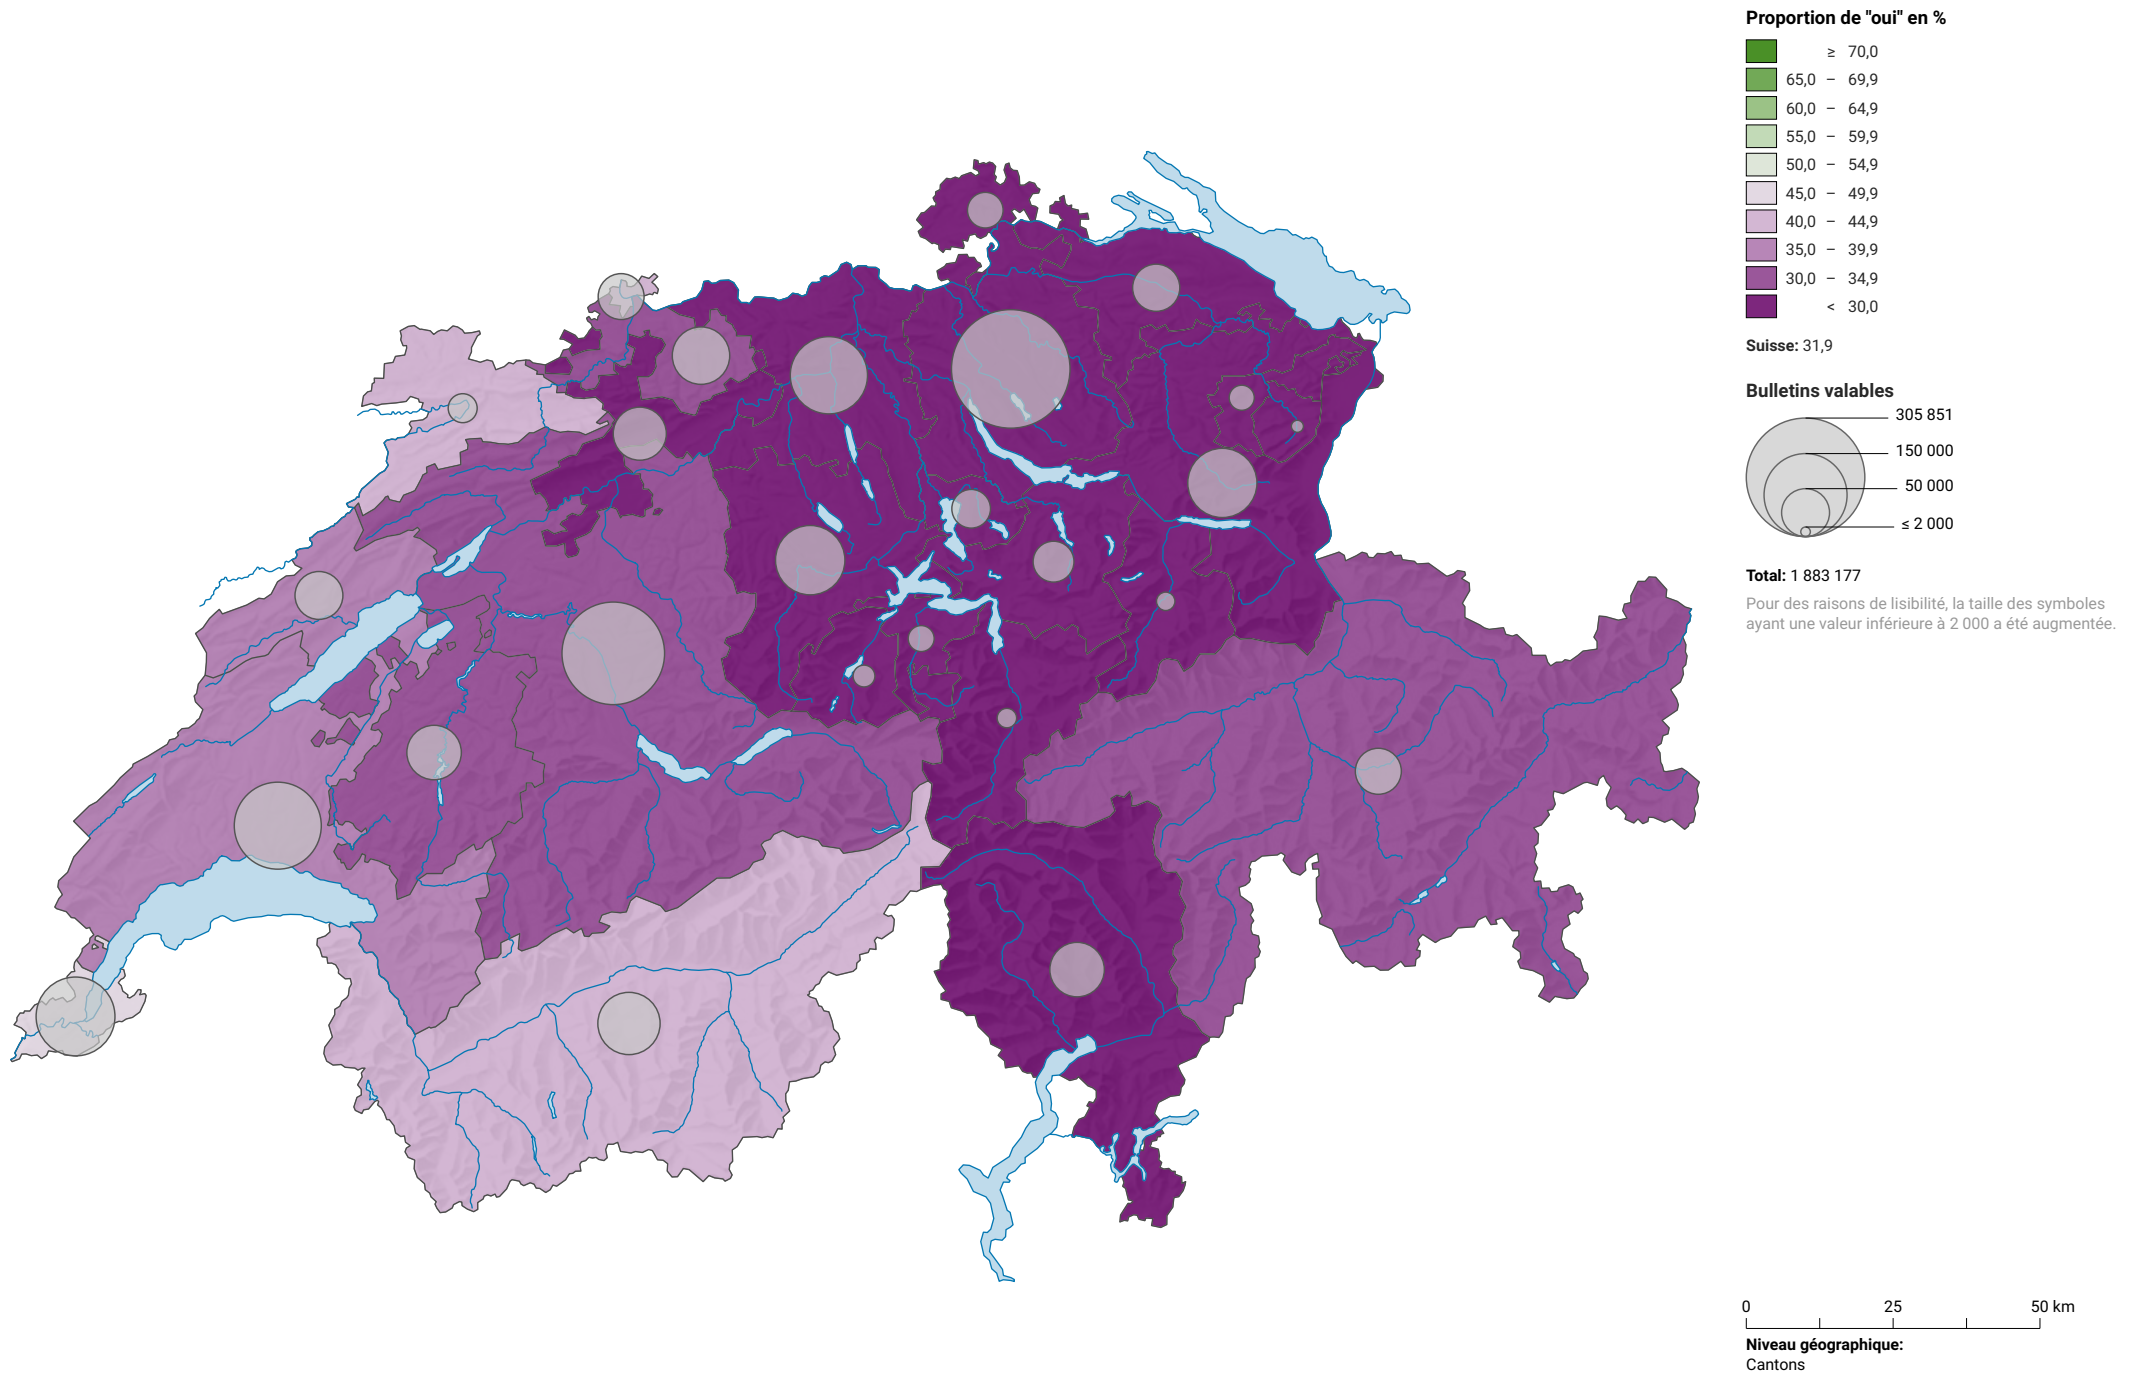 Proportion de "oui" en %
≥ 70,0
65,0 – 69,9
60,0 – 64,9
55,0 – 59,9
50,0 – 54,9
45,0 – 49,9
40,0 – 44,9
35,0 – 39,9
30,0 – 34,9
< 30,0
Suisse: 31,9
Bulletins valables
305 851
150 000
50 000
≤ 2 000
Total: 1 883 177
Pour des raisons de lisibilité, la taille des symboles
ayant une valeur inférieure à 2 000 a été augmentée.
0 25 50 km
Niveau géographique:
Cantons